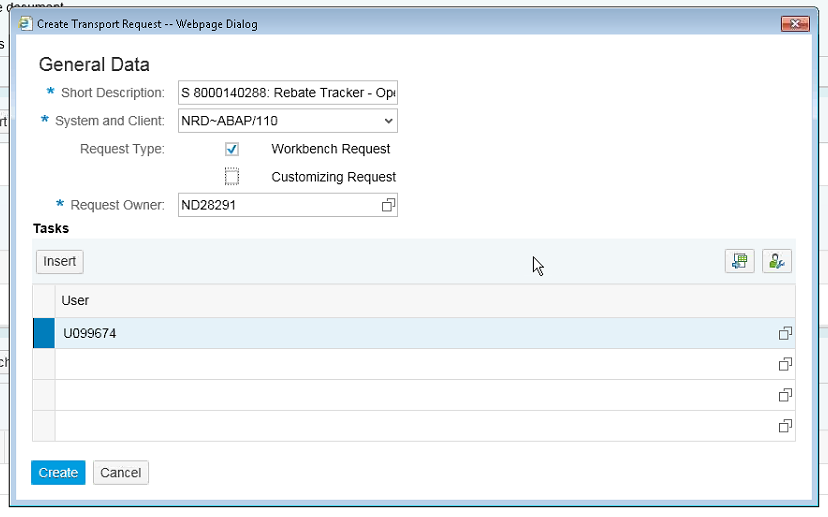 Create Transport Request -- Webpage Dialog
General Data
* Short Description: S 8000140288: Rebate Tracker - Ope
* System and Client: NRD~ABAP/110
Request Type: Workbench Request
Customizing Request
* Request Owner: ND28291
Tasks
Insert
User
U099674
Create Cancel